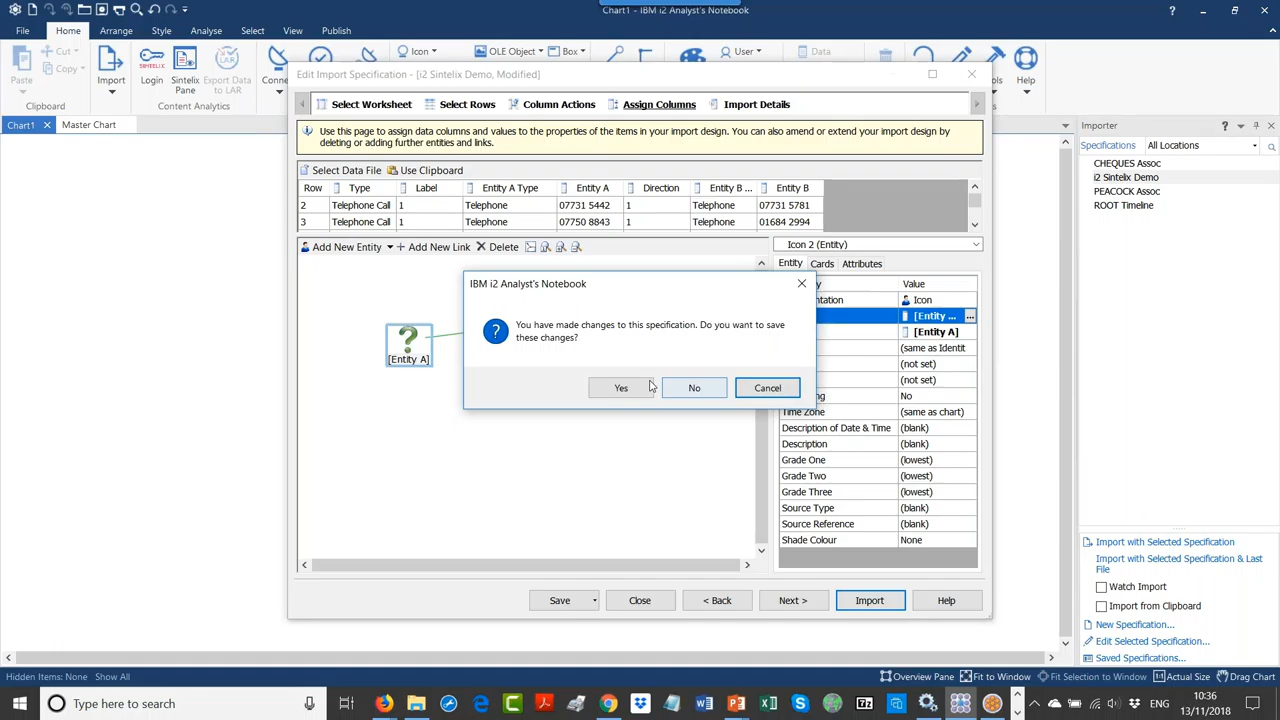 Chart1 - IBM i2 Analyst's Notebook
File
Home
Arrange
Style
Analyse
Select
View
Publish
Paste
Cut
Copy
Clipboard
Import
Login
Sintelix Pane
Export Data to LAR
Content Analytics
Icon
OLE Object
Box
User
Data
Help
Chart1
Master Chart
Edit Import Specification - [i2 Sintelix Demo, Modified]
Select Worksheet
Select Rows
Column Actions
Assign Columns
Import Details
Use this page to assign data columns and values to the properties of the items in your import design. You can also amend or extend your import design by
deleting or adding further entities and links.
Select Data File
Use Clipboard
Row Type Label Entity A Type Entity A Direction Entity B ... Entity B
2 Telephone Call 1 Telephone 07731 5442 1 Telephone 07731 5781
3 Telephone Call 1 Telephone 07750 8843 1 Telephone 01684 2994
Add New Entity
Add New Link
Delete
Icon 2 (Entity)
Entity
Cards
Attributes
[Entity A]
Value
Icon
[Entity ...
[Entity A]
(same as Identit
(not set)
(not set)
No
Time Zone (same as chart)
Description of Date & Time (blank)
Description (blank)
Grade One (lowest)
Grade Two (lowest)
Grade Three (lowest)
Source Type (blank)
Source Reference (blank)
Shade Colour None
IBM i2 Analyst's Notebook
You have made changes to this specification. Do you want to save
these changes?
Yes
No
Cancel
Save
Close
< Back
Next >
Import
Help
Importer
Specifications
All Locations
CHEQUES Assoc
i2 Sintelix Demo
PEACOCK Assoc
ROOT Timeline
Import with Selected Specification
Import with Selected Specification & Last
File
Watch Import
Import from Clipboard
New Specification...
Edit Selected Specification...
Saved Specifications...
Hidden Items: None
Show All
Overview Pane
Fit to Window
Fit Selection to Window
Actual Size
Drag Chart
Type here to search
ENG
10:36
13/11/2018